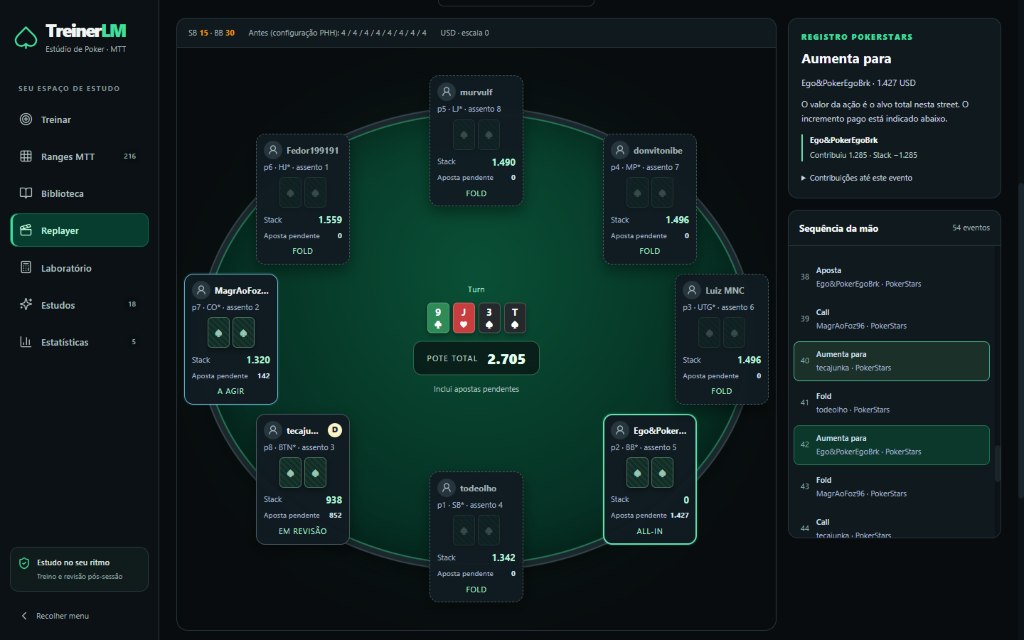 TreinerLM
Estúdio de Poker · MTT
SEU ESPAÇO DE ESTUDO
Treinar
Ranges MTT 216
Biblioteca
Replayer
Laboratório
Estudos 18
Estatísticas 5
Estudo no seu ritmo
Treino e revisão pós-sessão
Recolher menu
SB 15 · BB 30 Antes (configuração PHH): 4 / 4 / 4 / 4 / 4 / 4 / 4 / 4 USD · escala 0
murvulf
p5 · LJ* · assento 8
Stack 1.490
Aposta pendente 0
FOLD
Fedor199191
p6 · HJ* · assento 1
Stack 1.559
Aposta pendente 0
FOLD
donvitonibe
p4 · MP* · assento 7
Stack 1.496
Aposta pendente 0
FOLD
MagrAoFoz...
p7 · CO* · assento 2
Stack 1.320
Aposta pendente 142
A AGIR
Turn
9 J 3 T
POTE TOTAL 2.705
Inclui apostas pendentes
Luiz MNC
p3 · UTG* · assento 6
Stack 1.496
Aposta pendente 0
FOLD
tecaju... D
p8 · BTN* · assento 3
Stack 938
Aposta pendente 852
EM REVISÃO
todeolho
p1 · SB* · assento 4
Stack 1.342
Aposta pendente 0
FOLD
Ego&Poker...
p2 · BB* · assento 5
Stack 0
Aposta pendente 1.427
ALL-IN
REGISTRO POKERSTARS
Aumenta para
Ego&PokerEgoBrk · 1.427 USD
O valor da ação é o alvo total nesta street. O
incremento pago está indicado abaixo.
Ego&PokerEgoBrk
Contribuiu 1.285 · Stack −1.285
Contribuições até este evento
Sequência da mão 54 eventos
38 Aposta
Ego&PokerEgoBrk · PokerStars
39 Call
MagrAoFoz96 · PokerStars
40 Aumenta para
tecajunka · PokerStars
41 Fold
todeolho · PokerStars
42 Aumenta para
Ego&PokerEgoBrk · PokerStars
43 Fold
MagrAoFoz96 · PokerStars
44 Call
tecajunka · PokerStars